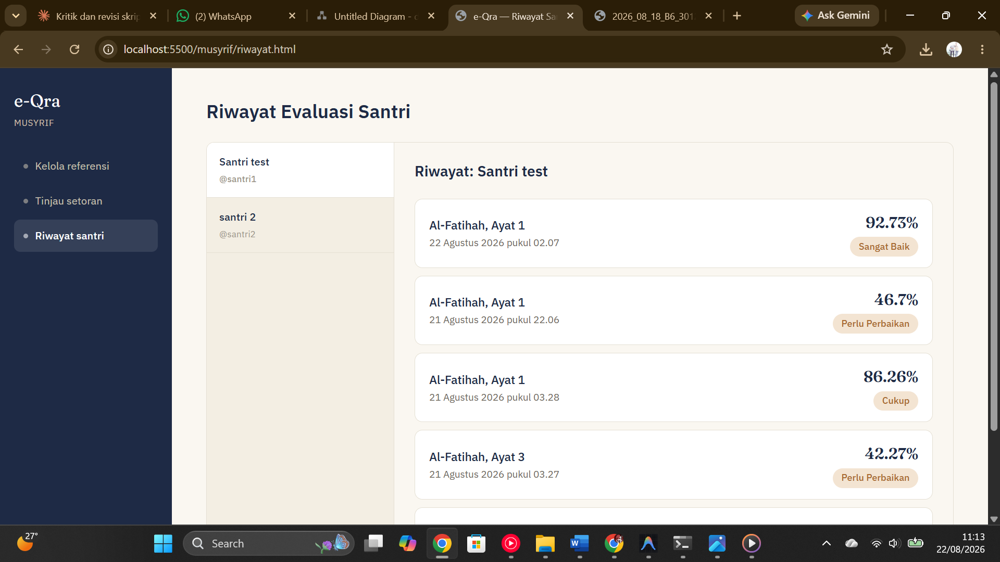 Kritik dan revisi skrip
(2) WhatsApp
Untitled Diagram -
e-Qra — Riwayat Sa
2026_08_18_B6_301
Ask Gemini
localhost:5500/musyrif/riwayat.html
e-Qra
MUSYRIF
Kelola referensi
Tinjau setoran
Riwayat santri
Riwayat Evaluasi Santri
Santri test
@santri1
santri 2
@santri2
Riwayat: Santri test
Al-Fatihah, Ayat 1
22 Agustus 2026 pukul 02.07
92.73%
Sangat Baik
Al-Fatihah, Ayat 1
21 Agustus 2026 pukul 22.06
46.7%
Perlu Perbaikan
Al-Fatihah, Ayat 1
21 Agustus 2026 pukul 03.28
86.26%
Cukup
Al-Fatihah, Ayat 3
21 Agustus 2026 pukul 03.27
42.27%
Perlu Perbaikan
27°
Search
11:13
22/08/2026